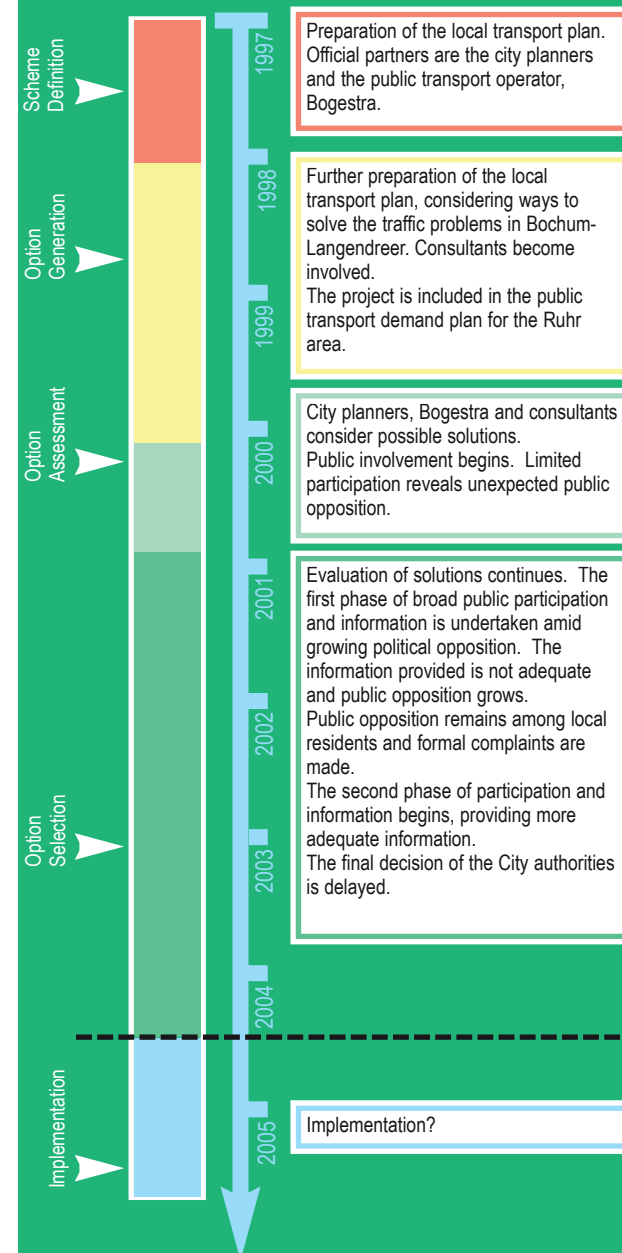 Scheme
Definition
1997
Preparation of the local transport plan.
Official partners are the city planners
and the public transport operator,
Bogestra.
Option
Generation
1998
1999
Further preparation of the local
transport plan, considering ways to
solve the traffic problems in Bochum-
Langendreer. Consultants become
involved.
The project is included in the public
transport demand plan for the Ruhr
area.
Option
Assessment
2000
City planners, Bogestra and consultants
consider possible solutions.
Public involvement begins. Limited
participation reveals unexpected public
opposition.
Option
Selection
2001
2002
2003
2004
Evaluation of solutions continues. The
first phase of broad public participation
and information is undertaken amid
growing political opposition. The
information provided is not adequate
and public opposition grows.
Public opposition remains among local
residents and formal complaints are
made.
The second phase of participation and
information begins, providing more
adequate information.
The final decision of the City authorities
is delayed.
Implementation
2005
Implementation?